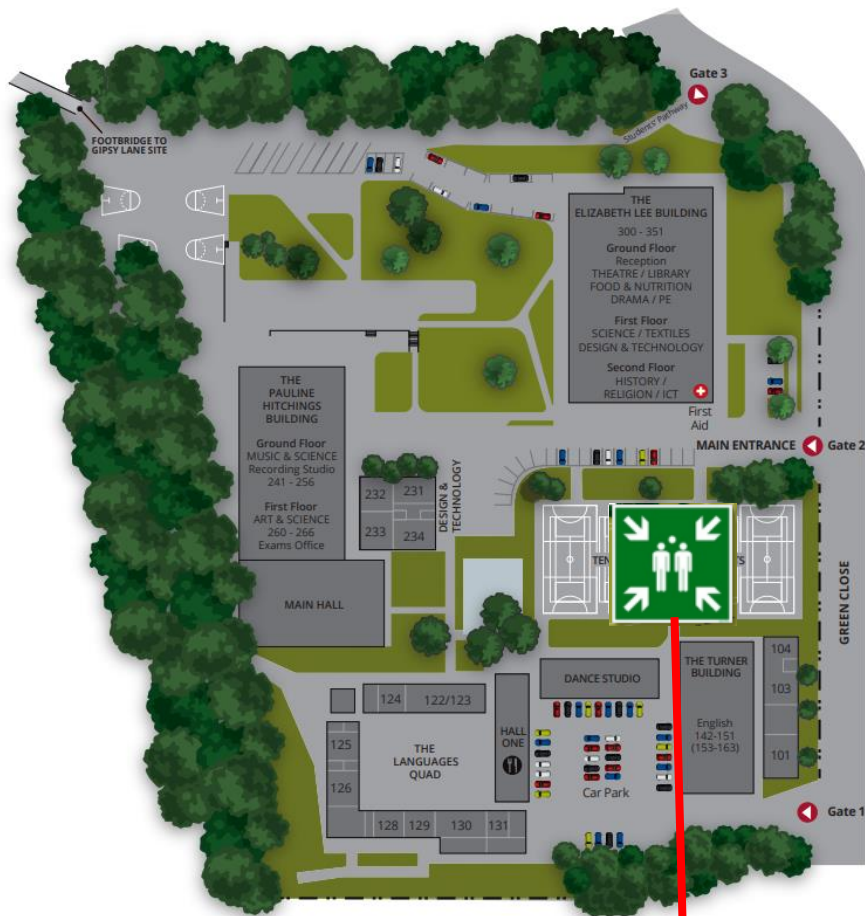 Gate 3
Students' Pathway
FOOTBRIDGE TO
GIPSY LANE SITE
THE
ELIZABETH LEE BUILDING
300 - 351
Ground Floor
Reception
THEATRE / LIBRARY
FOOD & NUTRITION
DRAMA / PE
First Floor
SCIENCE / TEXTILES
DESIGN & TECHNOLOGY
Second Floor
HISTORY /
RELIGION / ICT
First
Aid
MAIN ENTRANCE
Gate 2
THE
PAULINE
HITCHINGS
BUILDING
Ground Floor
MUSIC & SCIENCE
Recording Studio
241 - 256
First Floor
ART & SCIENCE
260 - 266
Exams Office
232
231
233
234
DESIGN &
TECHNOLOGY
MAIN HALL
GREEN CLOSE
DANCE STUDIO
THE TURNER
BUILDING
English
142-151
(153-163)
104
103
101
124
122/123
HALL
ONE
125
126
THE
LANGUAGES
QUAD
Car Park
128
129
130
131
Gate 1